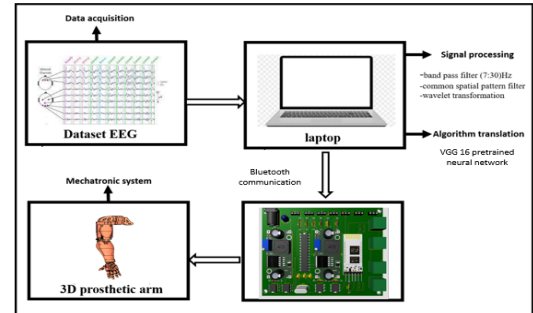 Data acquisition
Dataset EEG
laptop
Signal processing
-band pass filter (7:30)Hz
-common spatial pattern filter
-wavelet transformation
Algorithm translation
VGG 16 pretrained
neural network
Bluetooth
communication
Mechatronic system
3D prosthetic arm